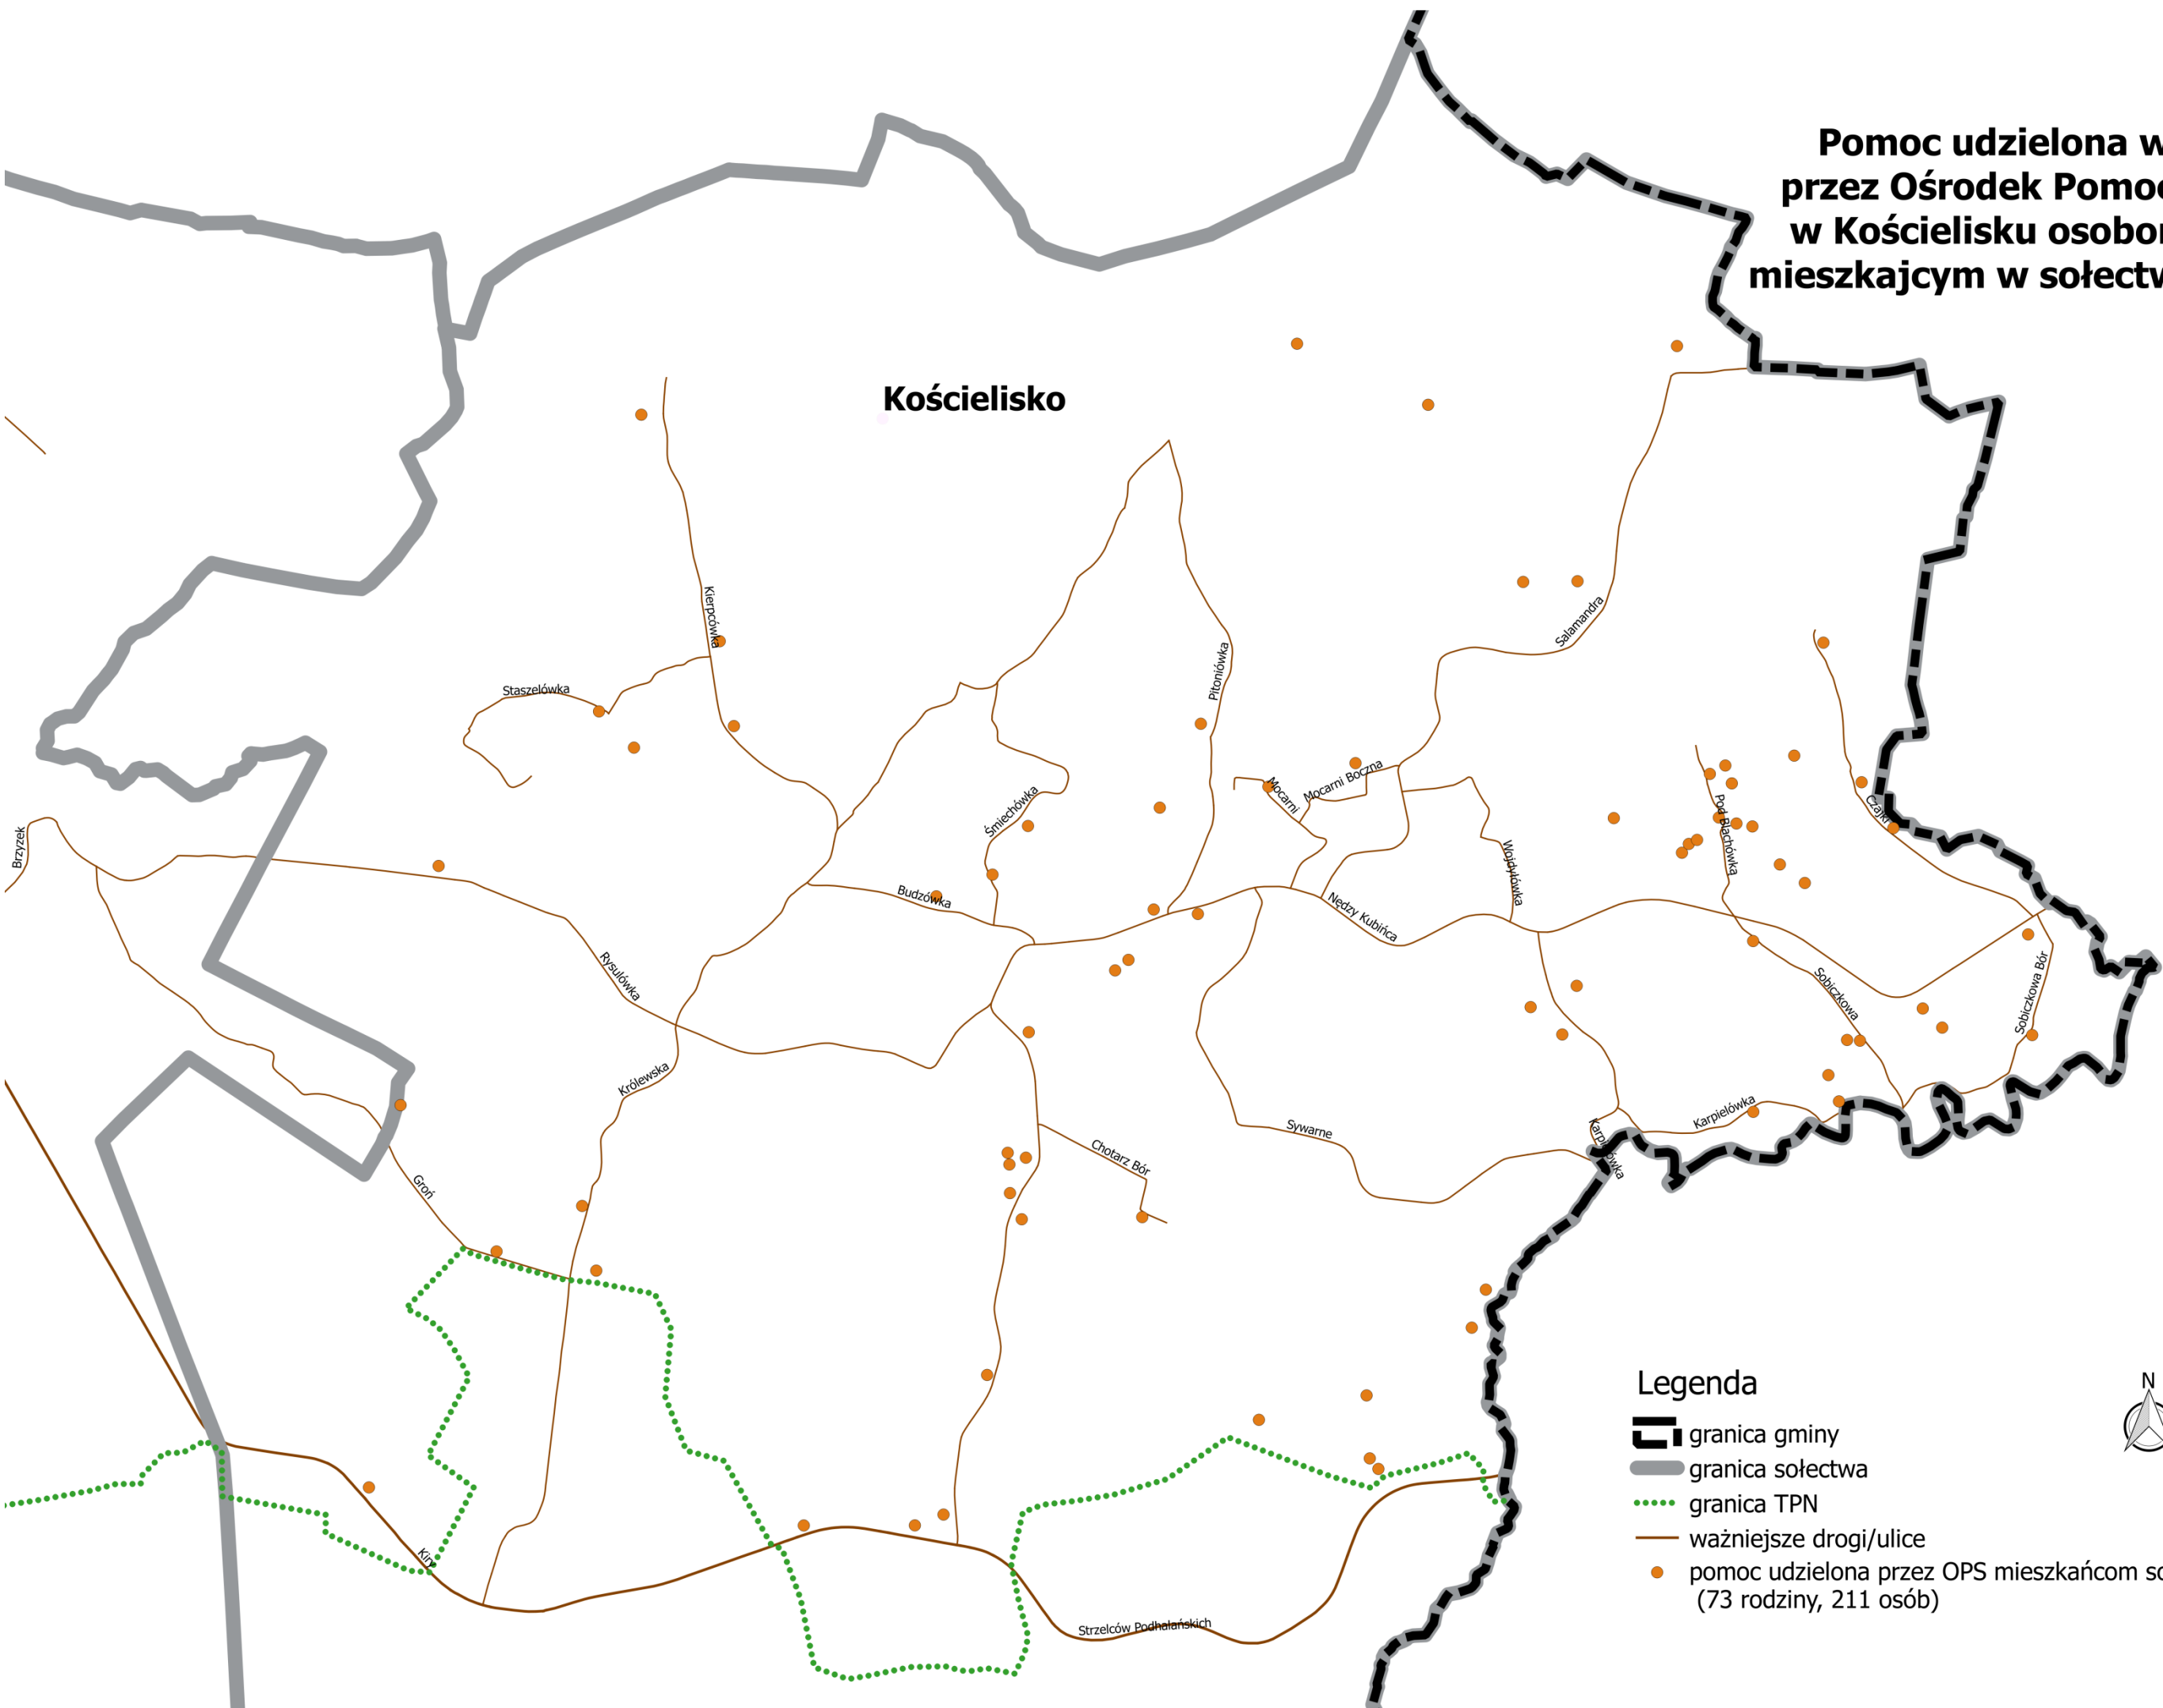 Pomoc udzielona w
przez Ośrodek Pomoc
w Kościelisku osobo
mieszkajcym w sołectw
Kościelisko
Kierpcówka
Staszelówka
Pitoniówka
Salamandra
Śmiechówka
Mocarni
Mocarni Boczna
Pod Blachówka
Czajki
Brzyzek
Budzówka
Wojdyłówka
Nędzy Kubińca
Rysulówka
Sobiczkowa
Sobiczkowa Bór
Królewska
Karpielówka
Karpielówka
Sywarne
Chotarz Bór
Groń
Kiry
Strzelców Podhalańskich
Legenda
N
granica gminy
granica sołectwa
granica TPN
ważniejsze drogi/ulice
pomoc udzielona przez OPS mieszkańcom so
(73 rodziny, 211 osób)